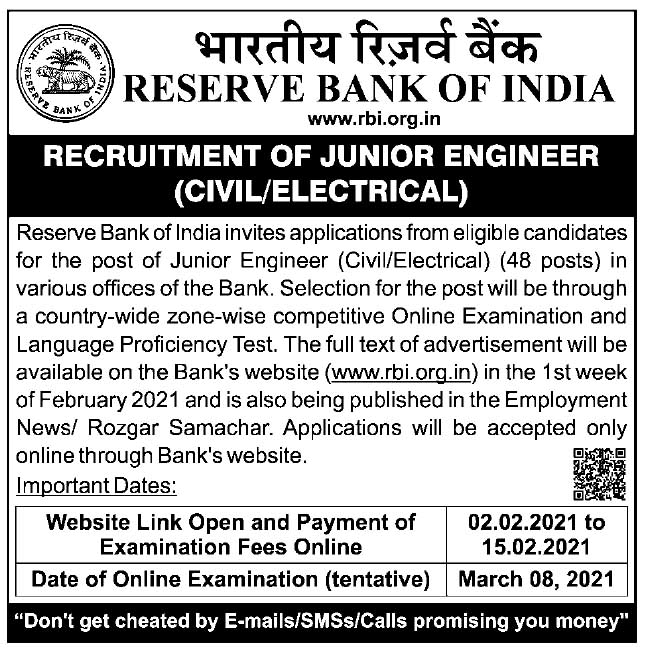 भारतीय रिज़र्व बैंक
RESERVE BANK OF INDIA
www.rbi.org.in
भारतीय रिज़र्व बैंक
RESERVE BANK OF INDIA
RECRUITMENT OF JUNIOR ENGINEER
(CIVIL/ELECTRICAL)
Reserve Bank of India invites applications from eligible candidates
for the post of Junior Engineer (Civil/Electrical) (48 posts) in
various offices of the Bank. Selection for the post will be through
a country-wide zone-wise competitive Online Examination and
Language Proficiency Test. The full text of advertisement will be
available on the Bank's website (www.rbi.org.in) in the 1st week
of February 2021 and is also being published in the Employment
News/ Rozgar Samachar. Applications will be accepted only
online through Bank's website.
Important Dates:
Website Link Open and Payment of
Examination Fees Online
02.02.2021 to
15.02.2021
Date of Online Examination (tentative)
March 08, 2021
"Don't get cheated by E-mails/SMSs/Calls promising you money"